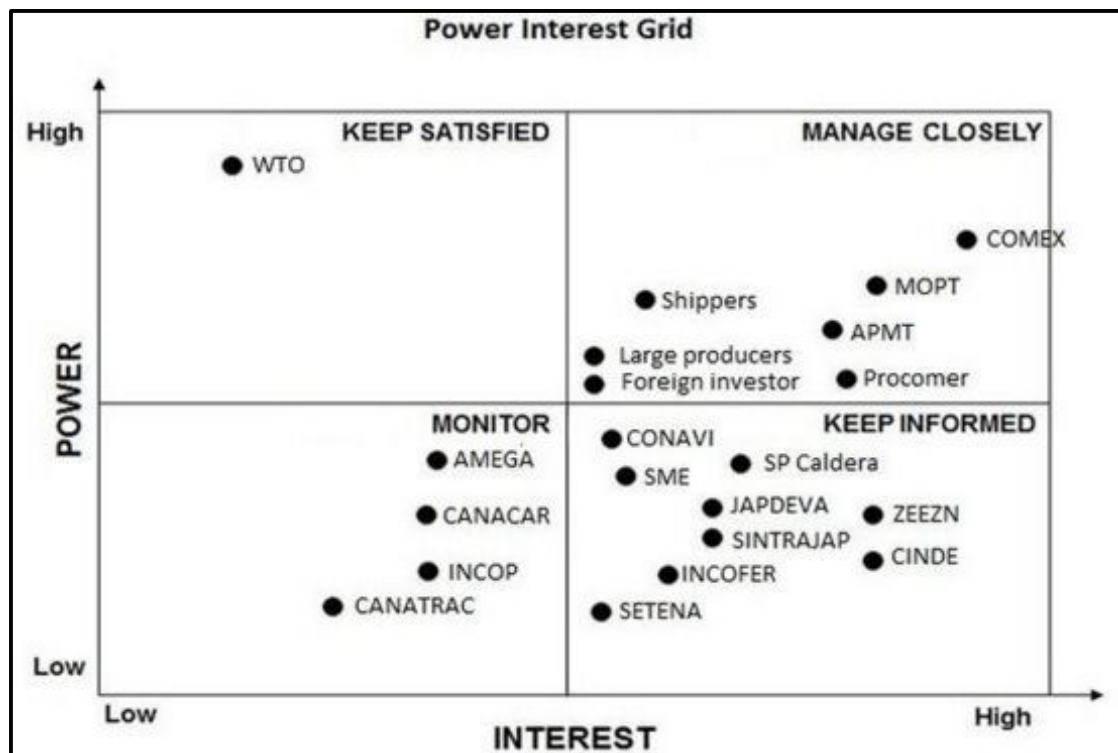 Power Interest Grid
High
KEEP SATISFIED
MANAGE CLOSELY
WTO
COMEX
MOPT
Shippers
APMT
Large producers
Procomer
Foreign investor
POWER
MONITOR
KEEP INFORMED
CONAVI
AMEGA
SP Caldera
SME
JAPDEVA
CANACAR
ZEEZN
SINTRAJAP
CINDE
INCOP
INCOFER
CANATRAC
SETENA
Low
Low
High
INTEREST